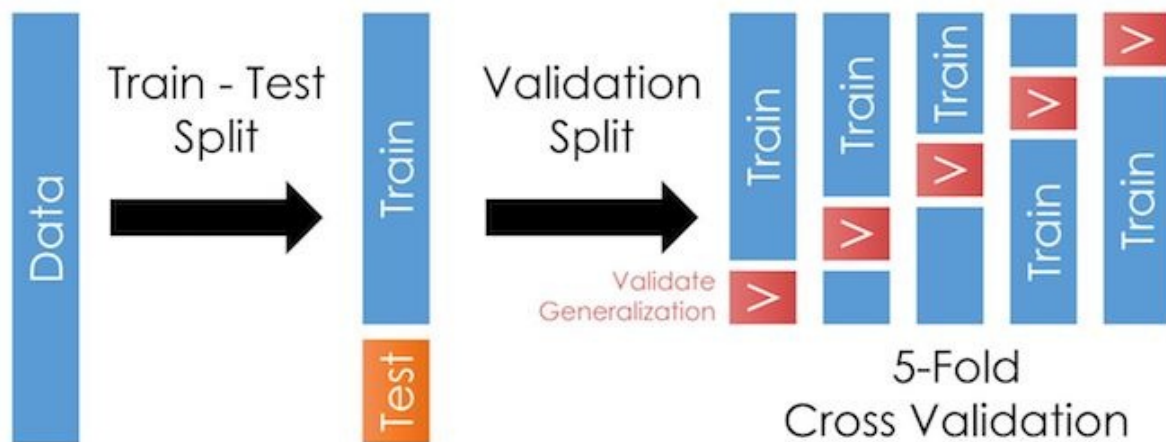 Data
Train - Test
Split
Train
Test
Validation
Split
Validate
Generalization
Train
V
Train
V
Train
V
V
Train
V
Train
5-Fold
Cross Validation